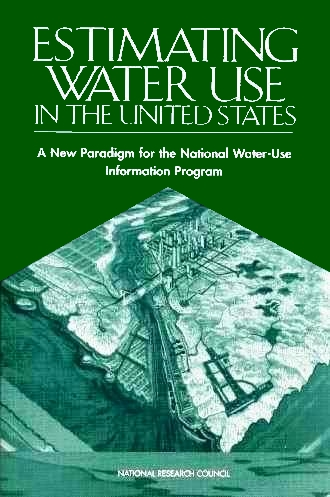 ESTIMATING
WATER USE
IN THE UNITED STATES
A New Paradigm for the National Water-Use
Information Program
NATIONAL RESEARCH COUNCIL